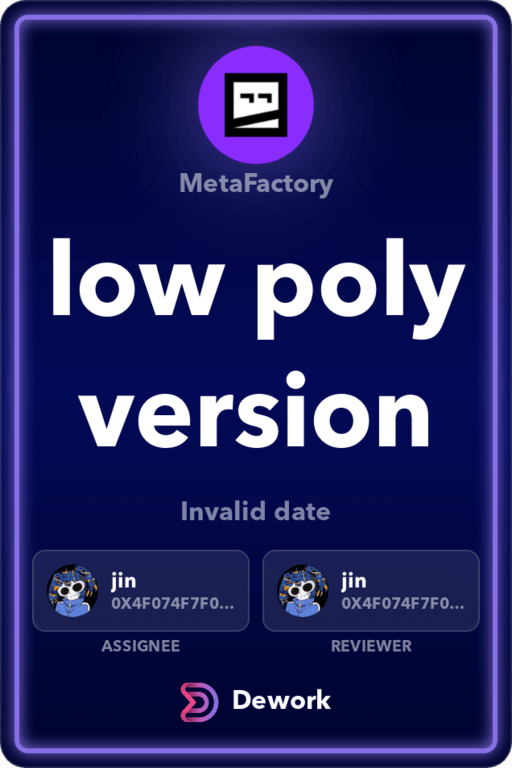 MetaFactory
low poly
version
Invalid date
jin
0X4F074F7F0...
ASSIGNEE
jin
0X4F074F7F0...
REVIEWER
Dework